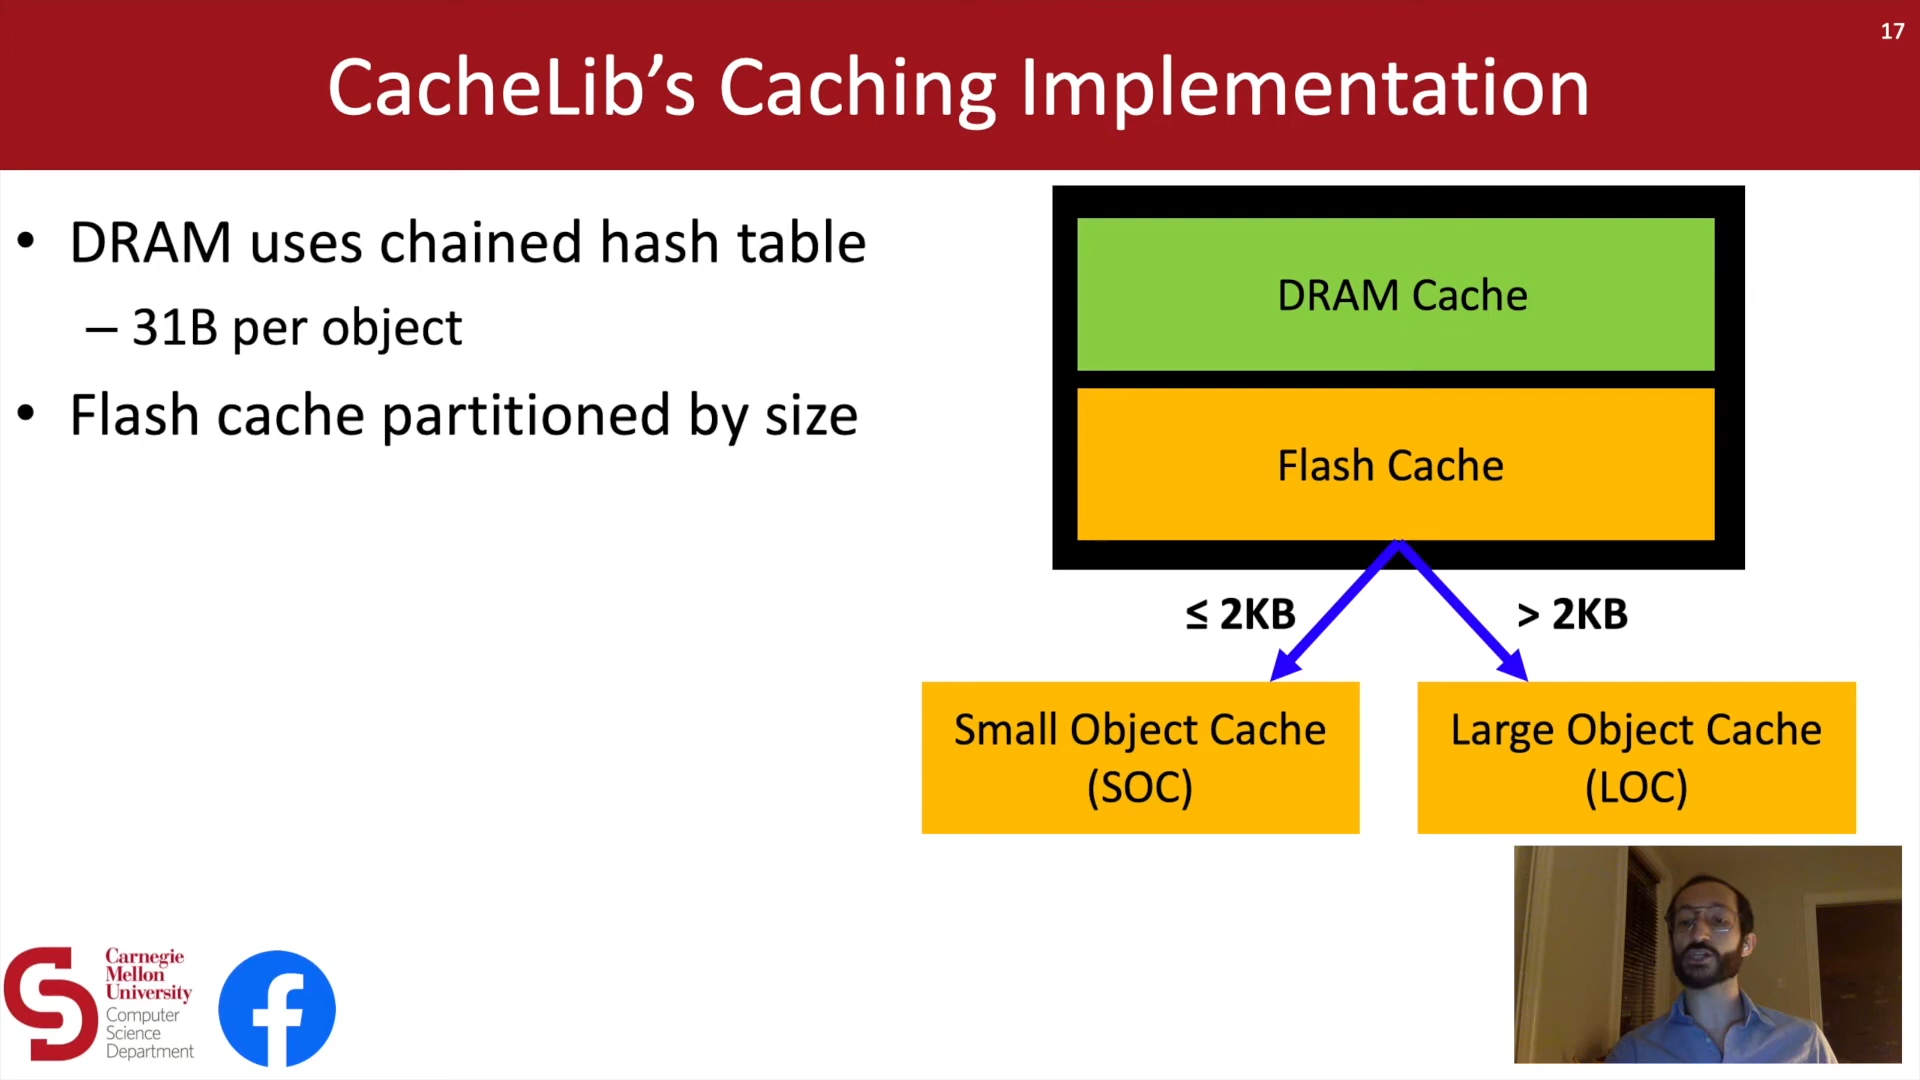 17
CacheLib’s Caching Implementation
• DRAM uses chained hash table
– 31B per object
• Flash cache partitioned by size
DRAM Cache
Flash Cache
≤ 2KB
> 2KB
Small Object Cache
(SOC)
Large Object Cache
(LOC)
Carnegie
Mellon
University
Computer
Science
Department